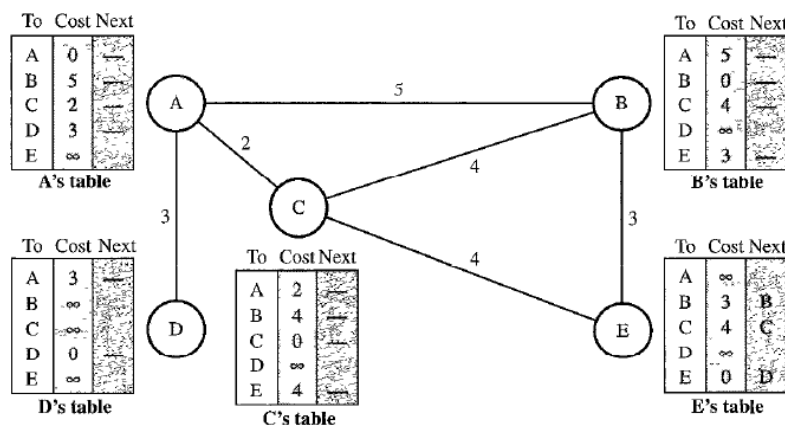 To Cost Next
A 0 —
B 5 —
C 2 —
D 3 —
E ∞
A's table
To Cost Next
A 5 —
B 0 —
C 4 —
D ∞
E 3 —
B's table
A
B
C
D
E
5
2
4
3
3
4
To Cost Next
A 3 —
B ∞
C ∞
D 0 —
E ∞
D's table
To Cost Next
A 2 —
B 4 —
C 0 —
D ∞
E 4 —
C's table
To Cost Next
A ∞
B 3 B
C 4 C
D ∞
E 0 D
E's table